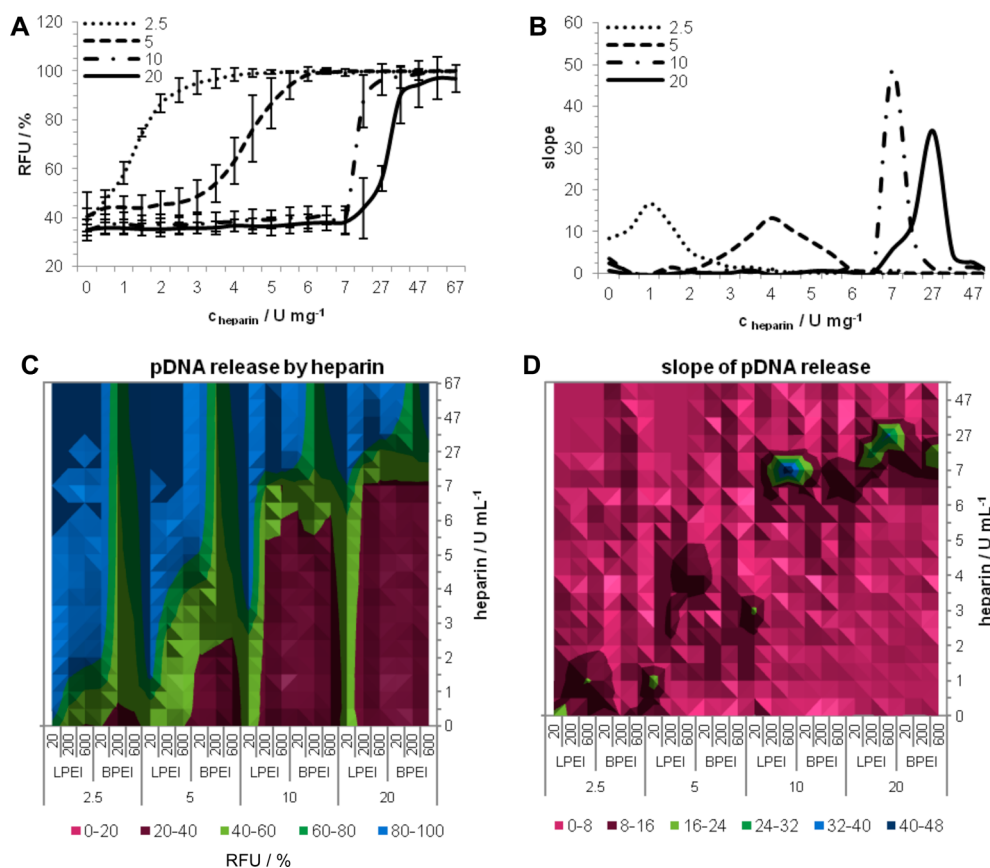 A
120
100
80
60
40
20
RFU / %
2.5
5
10
20
0 1 2 3 4 5 6 7 27 47 67
c heparin / U mg-1
B
60
50
40
30
20
10
0
slope
2.5
5
10
20
0 1 2 3 4 5 6 7 27 47
c heparin / U mg-1
C
pDNA release by heparin
67
47
27
7
6
5
4
3
2
1
0
heparin / U mL-1
20 200 600 20 200 600 20 200 600 20 200 600 20 200 600 20 200 600 20 200 600 20 200 600
LPEI BPEI LPEI BPEI LPEI BPEI LPEI BPEI
2.5 5 10 20
0-20 20-40 40-60 60-80 80-100
RFU / %
D
slope of pDNA release
47
27
7
6
5
4
3
2
1
0
heparin / U mL-1
20 200 600 20 200 600 20 200 600 20 200 600 20 200 600 20 200 600 20 200 600 20 200 600
LPEI BPEI LPEI BPEI LPEI BPEI LPEI BPEI
2.5 5 10 20
0-8 8-16 16-24 24-32 32-40 40-48